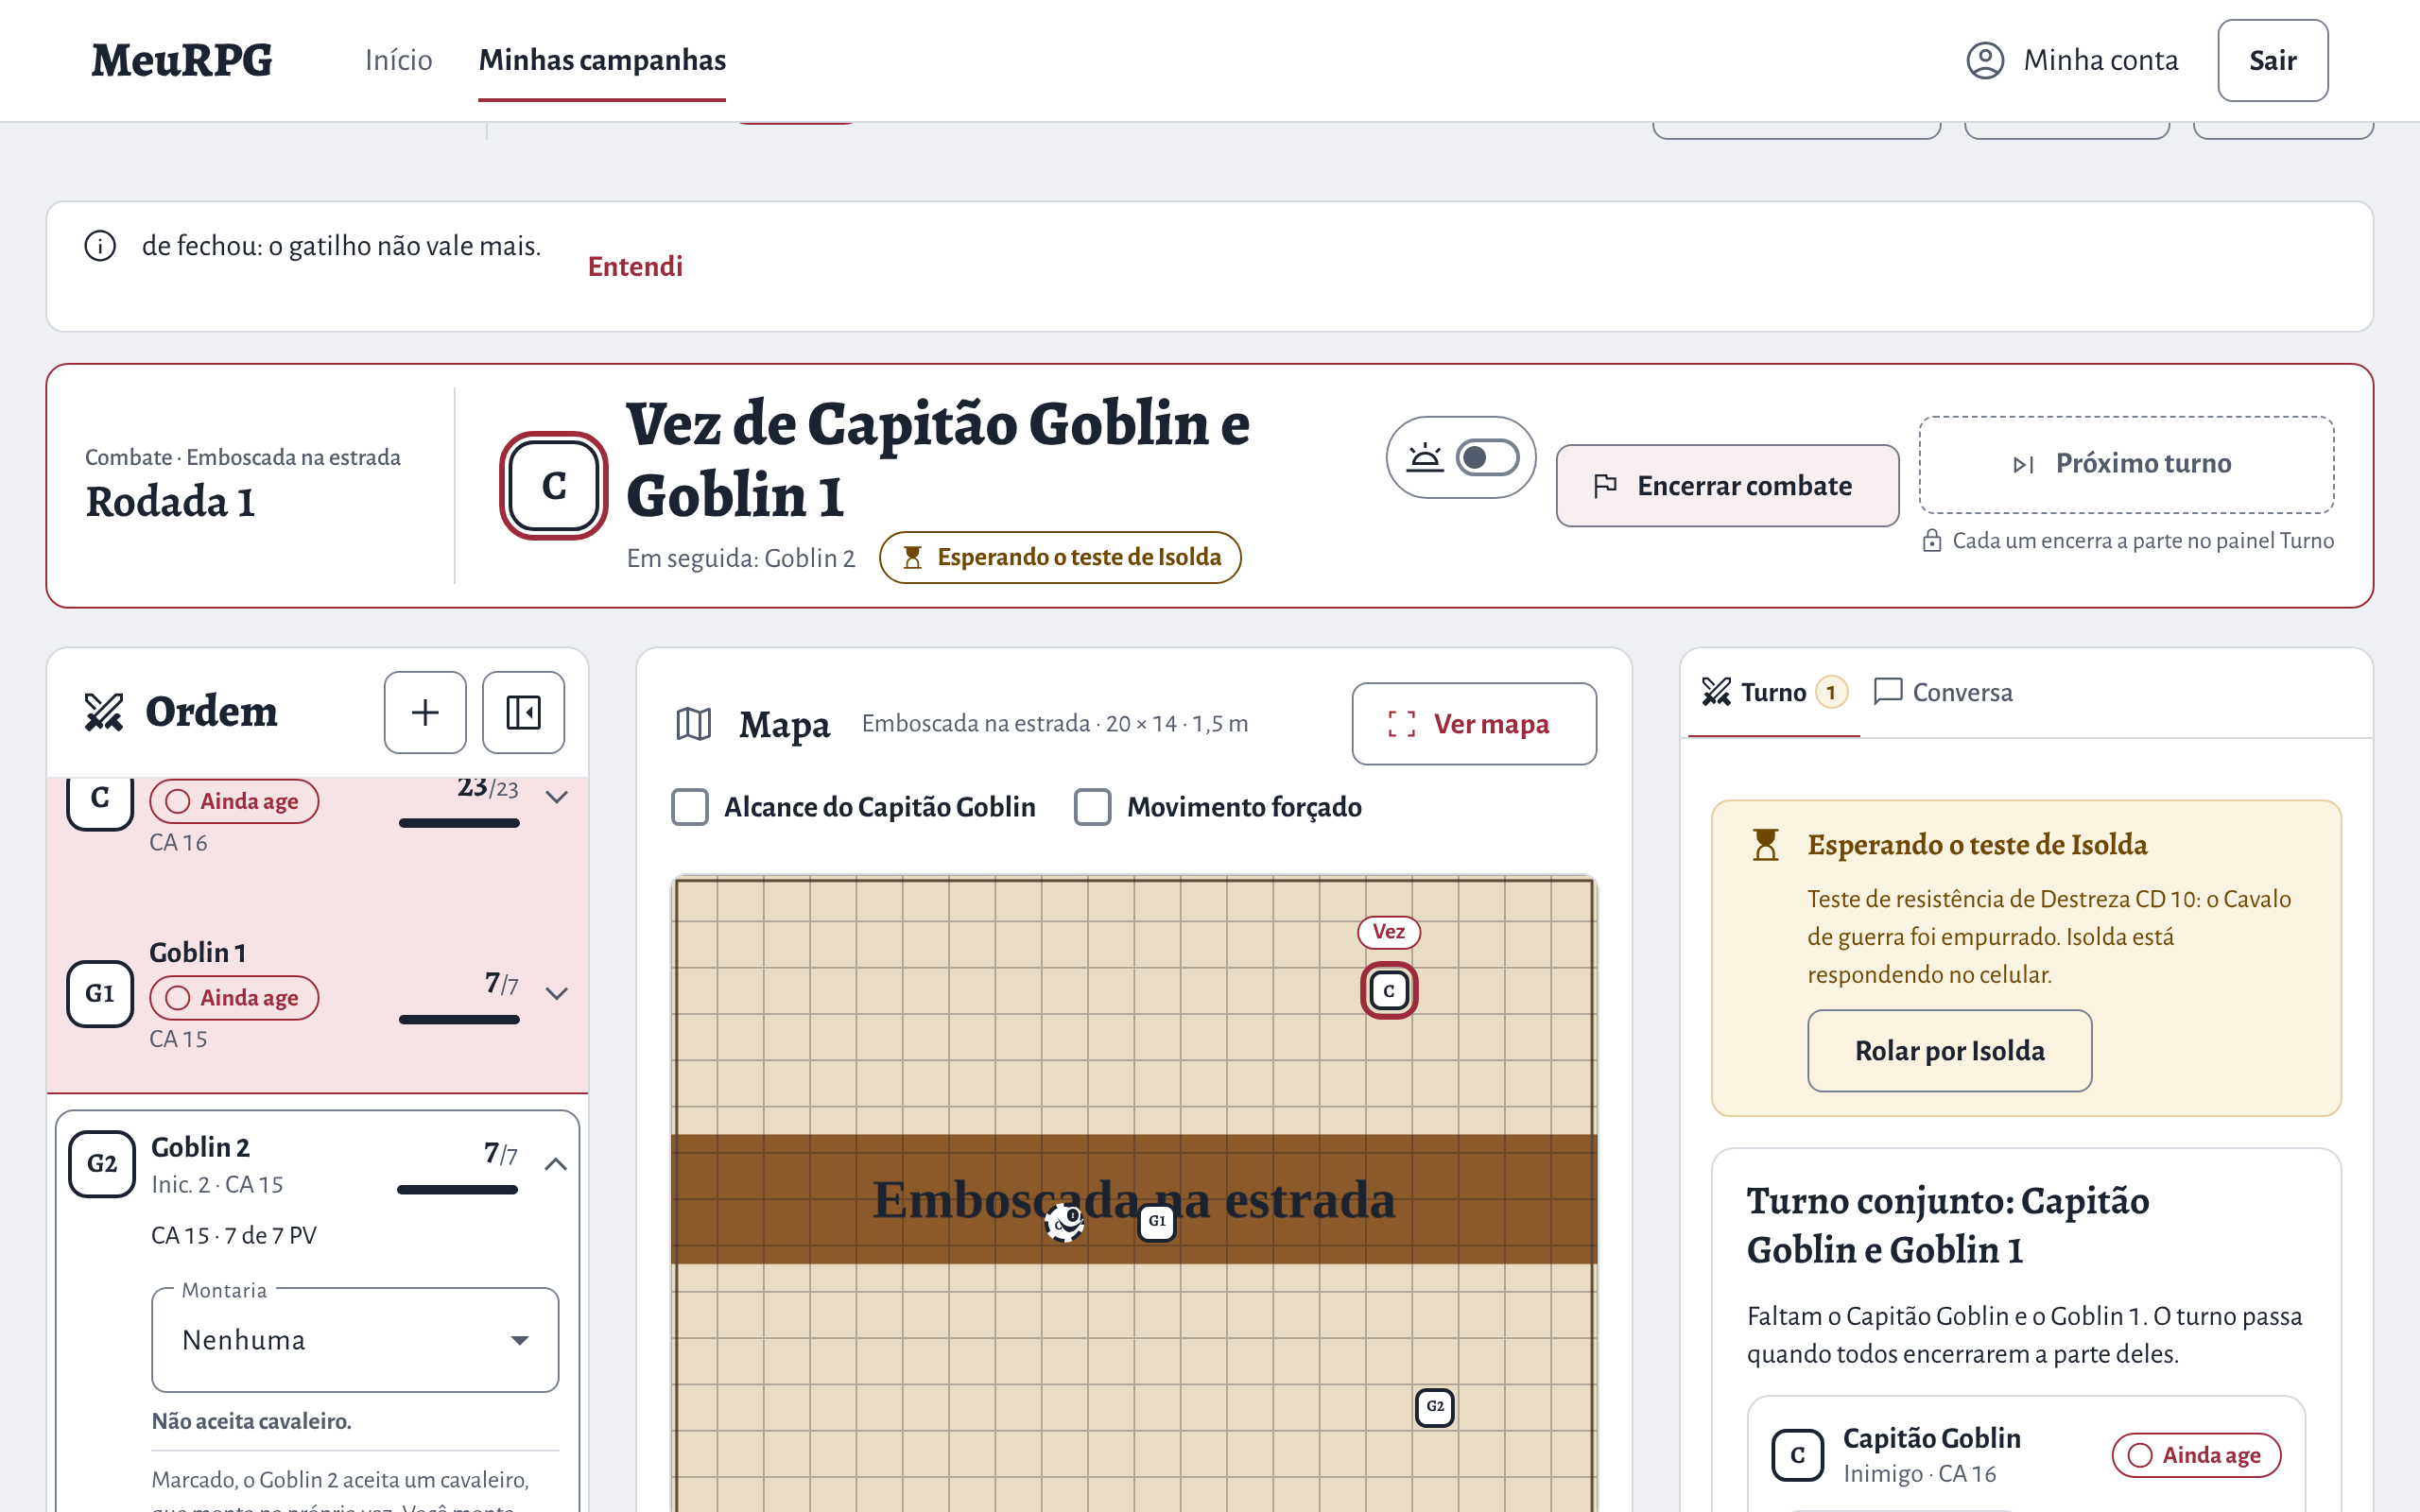 MeuRPG
Início
Minhas campanhas
Minha conta
Sair
de fechou: o gatilho não vale mais.
Entendi
Combate · Emboscada na estrada
Rodada 1
C
Vez de Capitão Goblin e
Goblin 1
Em seguida: Goblin 2
Esperando o teste de Isolda
Encerrar combate
Próximo turno
Cada um encerra a parte no painel Turno
Ordem
C
Ainda age
23/23
CA 16
G1
Goblin 1
Ainda age
7/7
CA 15
G2
Goblin 2
7/7
Inic. 2 · CA 15
CA 15 · 7 de 7 PV
Montaria
Nenhuma
Não aceita cavaleiro.
Marcado, o Goblin 2 aceita um cavaleiro,
que monta na própria vez. Você monta
Mapa
Emboscada na estrada · 20 × 14 · 1,5 m
Ver mapa
Alcance do Capitão Goblin
Movimento forçado
Vez
C
Emboscada na estrada
G1
G2
Turno
1
Conversa
Esperando o teste de Isolda
Teste de resistência de Destreza CD 10: o Cavalo
de guerra foi empurrado. Isolda está
respondendo no celular.
Rolar por Isolda
Turno conjunto: Capitão
Goblin e Goblin 1
Faltam o Capitão Goblin e o Goblin 1. O turno passa
quando todos encerrarem a parte deles.
C
Capitão Goblin
Inimigo · CA 16
Ainda age